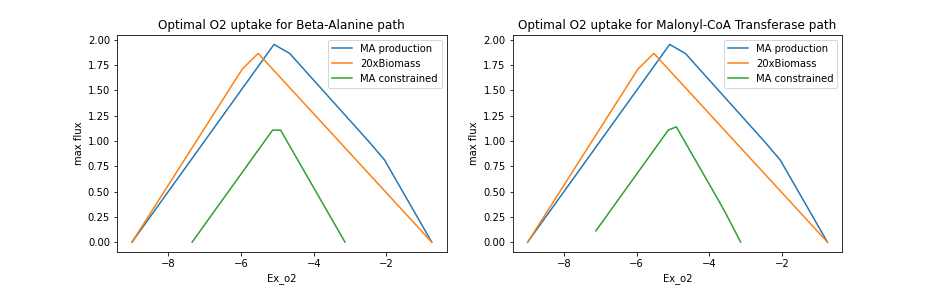 Optimal O2 uptake for Beta-Alanine path
MA production
20xBiomass
MA constrained
max flux
2.00
1.75
1.50
1.25
1.00
0.75
0.50
0.25
0.00
−8
−6
−4
−2
Ex_o2
Optimal O2 uptake for Malonyl-CoA Transferase path
MA production
20xBiomass
MA constrained
max flux
2.00
1.75
1.50
1.25
1.00
0.75
0.50
0.25
0.00
−8
−6
−4
−2
Ex_o2